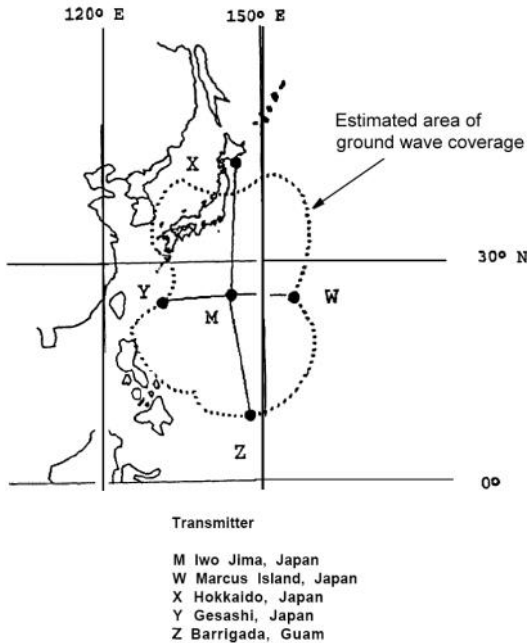 120° E 150° E
Estimated area of
ground wave coverage
X
30° N
Y
M
W
Z
0°
Transmitter
M Iwo Jima, Japan
W Marcus Island, Japan
X Hokkaido, Japan
Y Gesashi, Japan
Z Barrigada, Guam